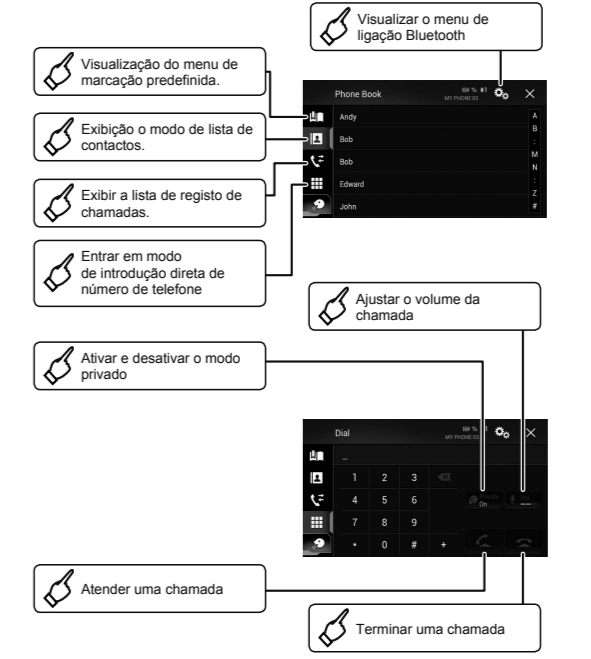 Visualizar o menu de
ligação Bluetooth
Visualização do menu de
marcação predefinida.
Exibição o modo de lista de
contactos.
Exibir a lista de registo de
chamadas.
Entrar em modo
de introdução direta de
número de telefone
Phone Book
MY PHONE 03
Andy
Bob
Bob
Edward
John
A
B
:
M
N
:
Z
#
Ajustar o volume da
chamada
Ativar e desativar o modo
privado
Dial
MY PHONE 03
_
1 2 3
4 5 6
Private
On
Vol
7 8 9
* 0 # +
Atender uma chamada
Terminar uma chamada